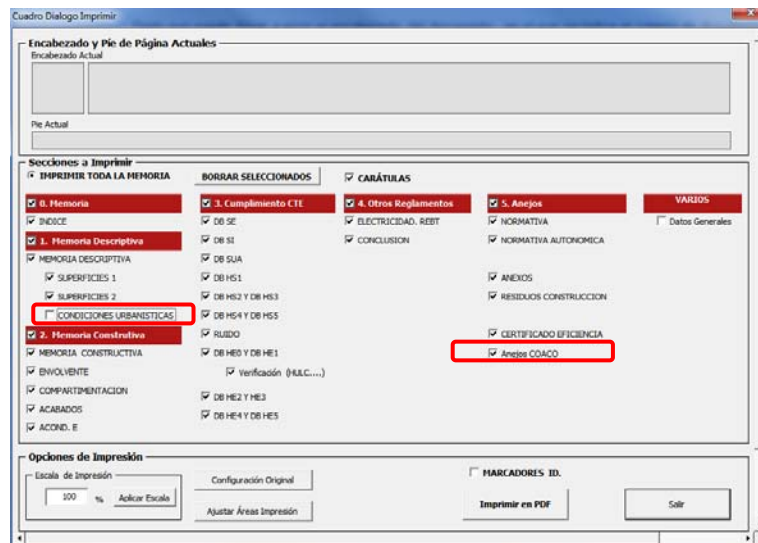 Cuadro Dialogo Imprimir
Encabezado y Píe de Página Actuales
Encabezado Actual
Pie Actual
Secciones a Imprimir
IMPRIMIR TODA LA MEMORIA
BORRAR SELECCIONADOS
CARÁTULAS
0. Memoria
INDICE
1. Memoria Descriptiva
MEMORIA DESCRIPTIVA
SUPERFICIES 1
SUPERFICIES 2
CONDICIONES URBANISTICAS
2. Memoria Construtiva
MEMORIA CONSTRUCTIVA
ENVOLVENTE
COMPARTIMENTACION
ACABADOS
ACOND. E
3. Cumplimiento CTE
DB SE
DB SI
DB SUA
DB HS1
DB HS2 Y DB HS3
DB HS4 Y DB HS5
RUIDO
DB HE0 Y DB HE1
Verificación (HULC....)
DB HE2 Y HE3
DB HE4 Y DB HE5
4. Otros Reglamentos
ELECTRICIDAD. REBT
CONCLUSION
5. Anejos
NORMATIVA
NORMATIVA AUTONOMICA
ANEXOS
RESIDUOS CONSTRUCCION
CERTIFICADO EFICIENCIA
Anejos COACO
VARIOS
Datos Generales
Opciones de Impresión
Escala de Impresión
100 % Aplicar Escala
Configuración Original
Ajustar Áreas Impresión
MARCADORES ID.
Imprimir en PDF
Salir